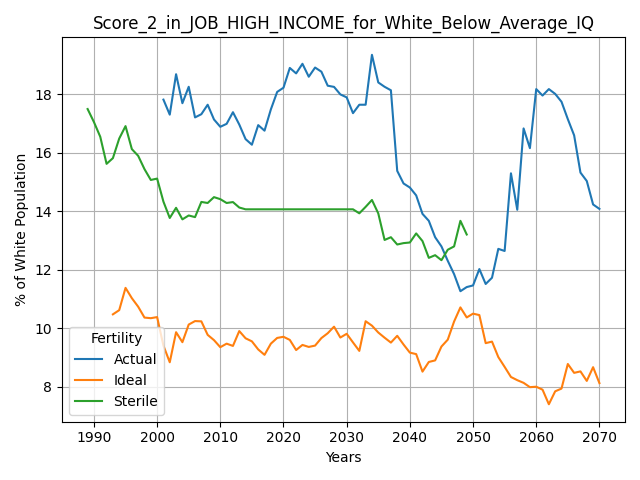 Score_2_in_JOB_HIGH_INCOME_for_White_Below_Average_IQ
% of White Population
18
16
14
12
10
8
Fertility
Actual
Ideal
Sterile
1990 2000 2010 2020 2030 2040 2050 2060 2070
Years